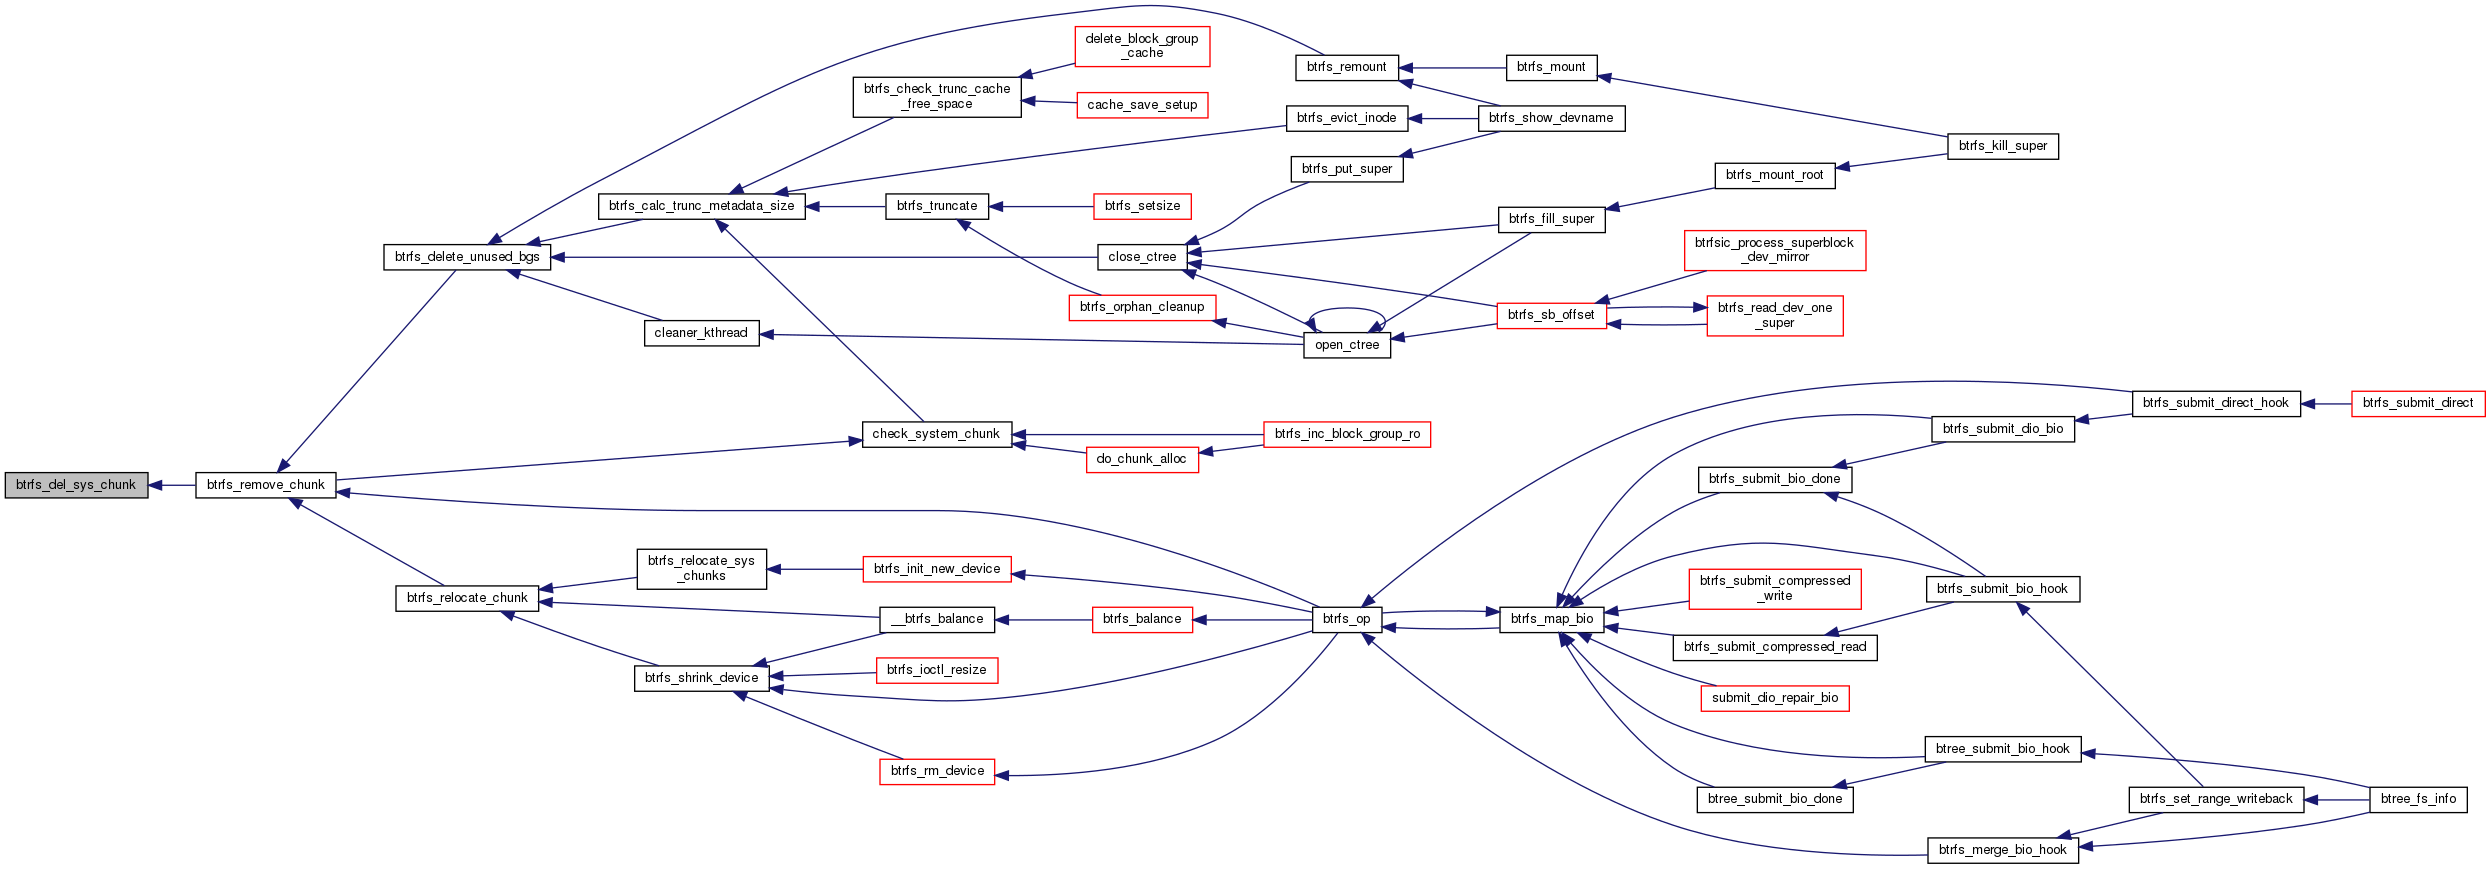 delete_block_group
_cache
btrfs_remount
btrfs_mount
btrfs_check_trunc_cache
_free_space
cache_save_setup
btrfs_evict_inode
btrfs_show_devname
btrfs_kill_super
btrfs_put_super
btrfs_mount_root
btrfs_calc_trunc_metadata_size
btrfs_truncate
btrfs_setsize
btrfs_fill_super
btrfs_delete_unused_bgs
close_ctree
btrfsic_process_superblock
_dev_mirror
btrfs_orphan_cleanup
btrfs_sb_offset
btrfs_read_dev_one
_super
cleaner_kthread
open_ctree
btrfs_submit_direct_hook
btrfs_submit_direct
check_system_chunk
btrfs_inc_block_group_ro
btrfs_submit_dio_bio
do_chunk_alloc
btrfs_del_sys_chunk
btrfs_remove_chunk
btrfs_submit_bio_done
btrfs_relocate_sys
_chunks
btrfs_init_new_device
btrfs_submit_compressed
_write
btrfs_submit_bio_hook
btrfs_relocate_chunk
__btrfs_balance
btrfs_balance
btrfs_op
btrfs_map_bio
btrfs_submit_compressed_read
btrfs_shrink_device
btrfs_ioctl_resize
submit_dio_repair_bio
btrfs_rm_device
btree_submit_bio_hook
btree_submit_bio_done
btrfs_set_range_writeback
btree_fs_info
btrfs_merge_bio_hook